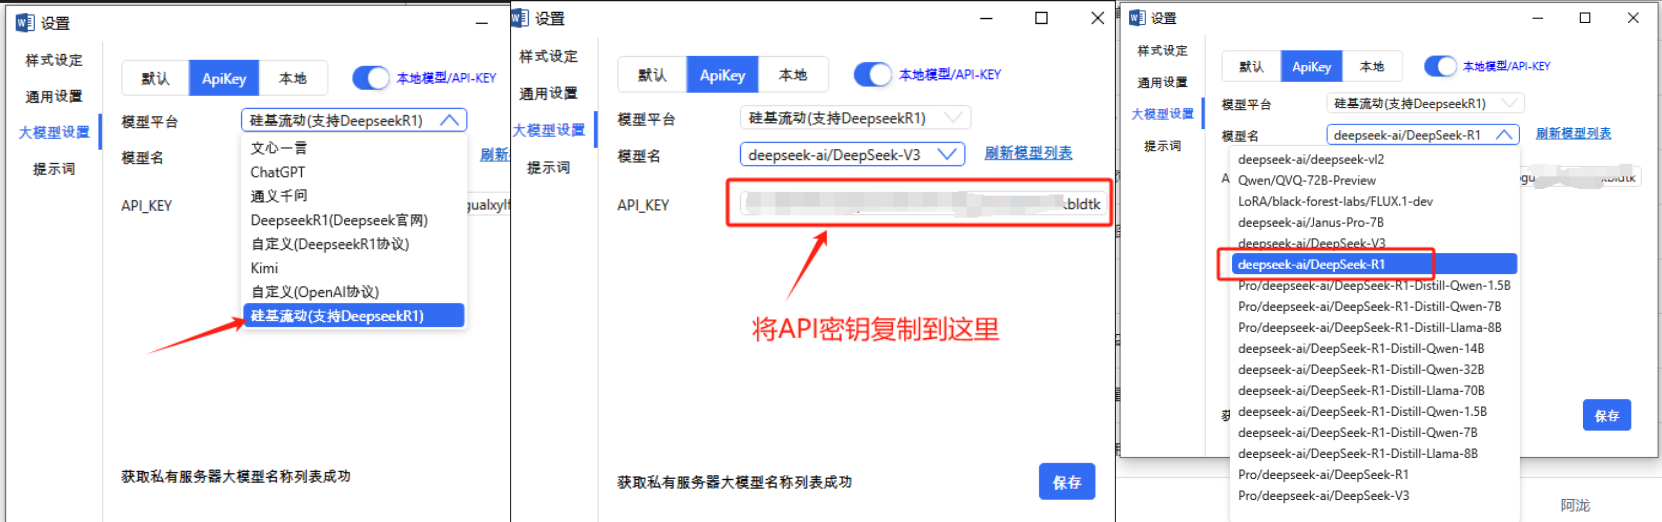 设置
样式设定
通用设置
大模型设置
提示词
默认
ApiKey
本地
本地模型/API-KEY
模型平台
硅基流动(支持DeepseekR1)
模型名
刷新
API_KEY
gualxylf
文心一言
ChatGPT
通义千问
DeepseekR1(Deepseek官网)
自定义(DeepseekR1协议)
Kimi
自定义(OpenAI协议)
硅基流动(支持DeepseekR1)
获取私有服务器大模型名称列表成功
设置
样式设定
通用设置
大模型设置
提示词
默认
ApiKey
本地
本地模型/API-KEY
模型平台
硅基流动(支持DeepseekR1)
模型名
deepseek-ai/DeepSeek-V3
刷新模型列表
API_KEY
kbldtk
将API密钥复制到这里
获取私有服务器大模型名称列表成功
保存
设置
样式设定
通用设置
大模型设置
提示词
默认
ApiKey
本地
本地模型/API-KEY
模型平台
硅基流动(支持DeepseekR1)
模型名
deepseek-ai/DeepSeek-R1
刷新模型列表
deepseek-ai/deepseek-vl2
Qwen/QVQ-72B-Preview
LoRA/black-forest-labs/FLUX.1-dev
deepseek-ai/Janus-Pro-7B
deepseek-ai/DeepSeek-V3
deepseek-ai/DeepSeek-R1
Pro/deepseek-ai/DeepSeek-R1-Distill-Qwen-1.5B
Pro/deepseek-ai/DeepSeek-R1-Distill-Qwen-7B
Pro/deepseek-ai/DeepSeek-R1-Distill-Llama-8B
deepseek-ai/DeepSeek-R1-Distill-Qwen-14B
deepseek-ai/DeepSeek-R1-Distill-Qwen-32B
deepseek-ai/DeepSeek-R1-Distill-Llama-70B
deepseek-ai/DeepSeek-R1-Distill-Qwen-1.5B
deepseek-ai/DeepSeek-R1-Distill-Qwen-7B
deepseek-ai/DeepSeek-R1-Distill-Llama-8B
Pro/deepseek-ai/DeepSeek-R1
Pro/deepseek-ai/DeepSeek-V3
保存
阿泷